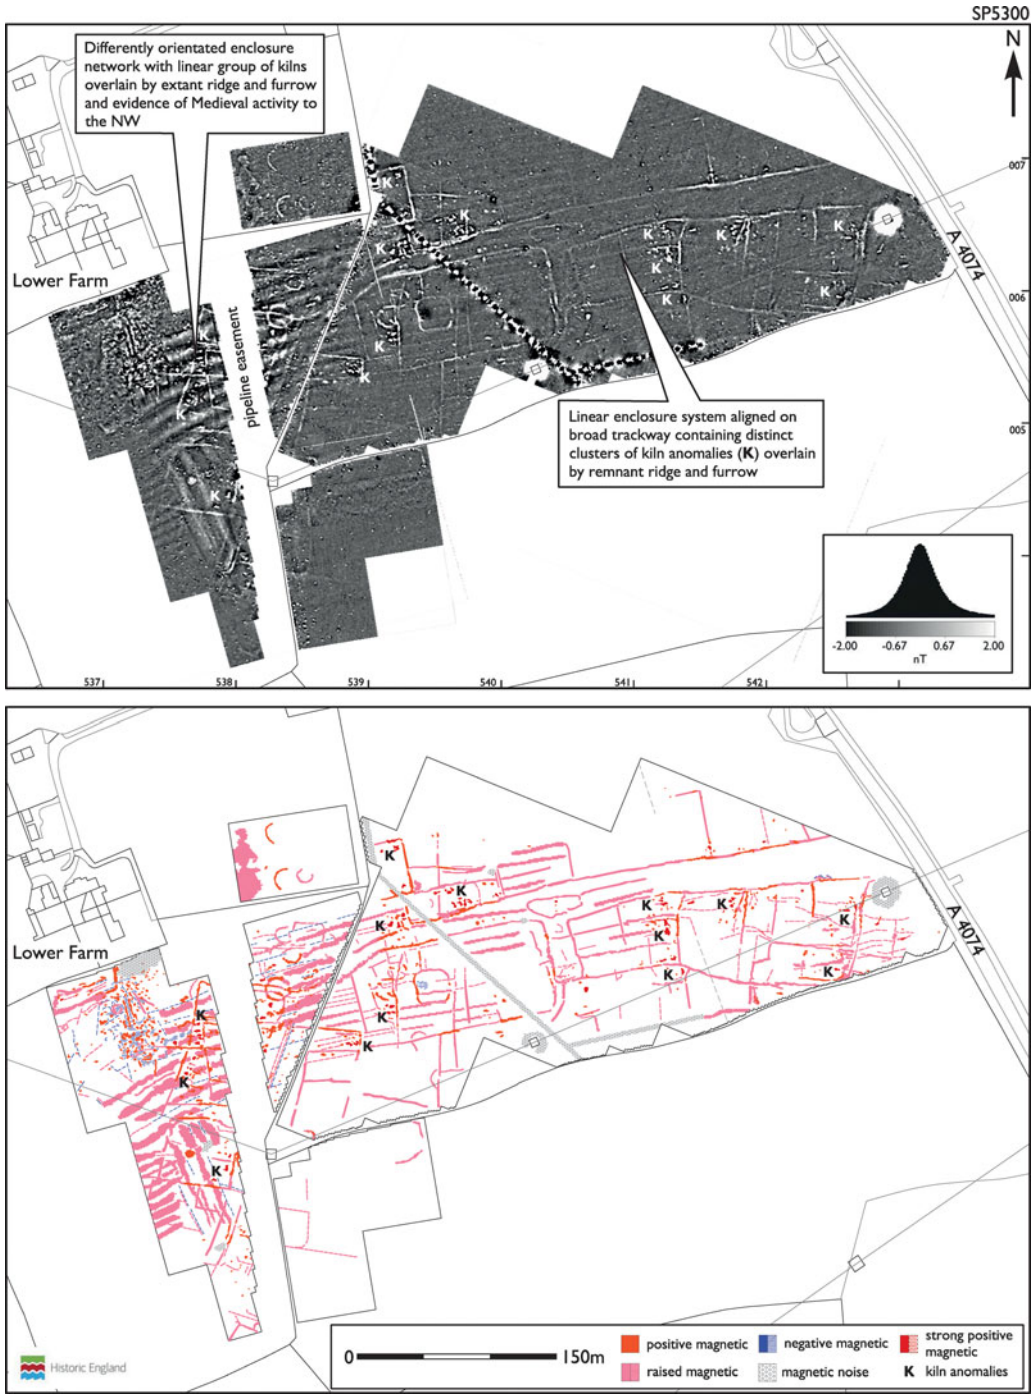 SP5300
Differently orientated enclosure
network with linear group of kilns
overlain by extant ridge and furrow
and evidence of Medieval activity to
the NW
N
007
K
K
K
K
K
K
K
K
A 4074
Lower Farm
006
K
K
K
K
K
pipeline easement
K
Linear enclosure system aligned on
broad trackway containing distinct
clusters of kiln anomalies (K) overlain
by remnant ridge and furrow
005
K
-2.00 -0.67 0.67 2.00
nT
537 538 539 540 541 542
K
K
K
K
K
K
K
K
A 4074
Lower Farm
K
K
K
K
K
K
K
0 150m
positive magnetic
negative magnetic
strong positive
magnetic
raised magnetic
magnetic noise
K kiln anomalies
Historic England